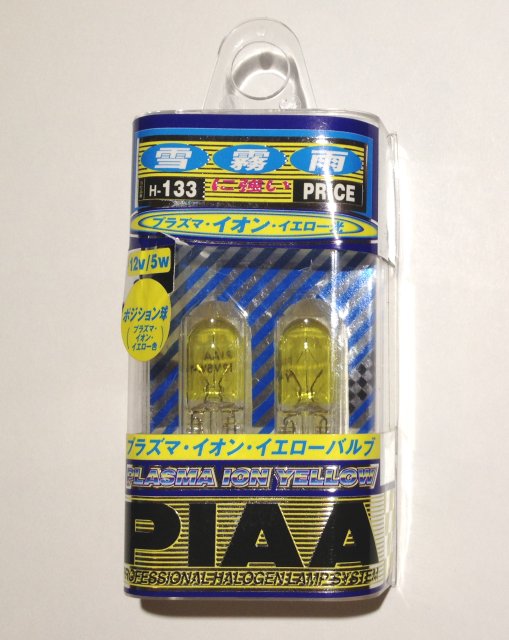 雪 霧 雨
H-133 に強い PRICE
プラズマ・イオン・イエロー光
12v/5w
ポジション球
(プラズマ・
イオン・
イエロー色)
PIAA
12V5W
プラズマ・イオン・イエローバルブ
PLASMA ION YELLOW
PIAA
PROFESSIONAL HALOGEN LAMP SYSTEM